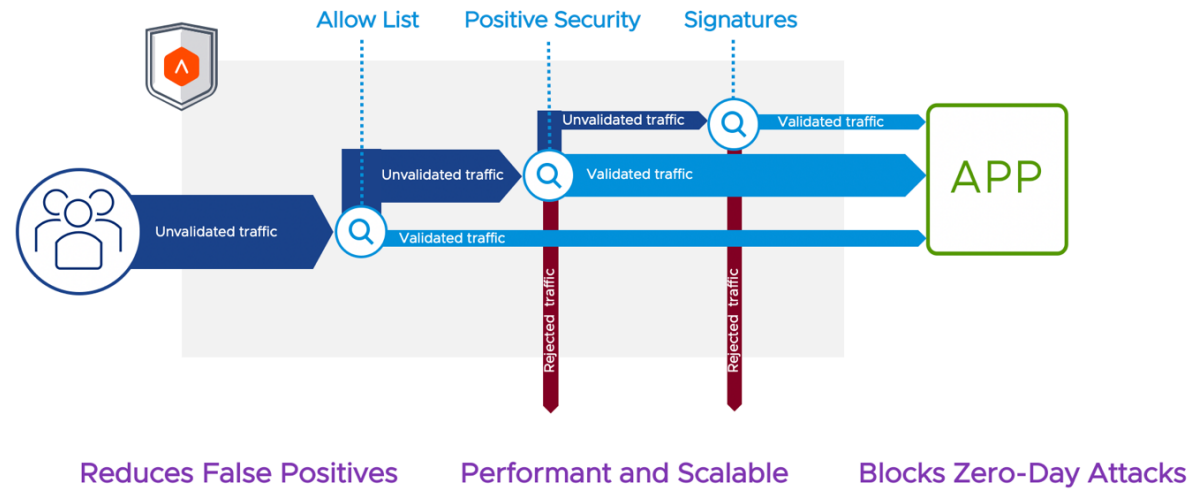 Allow List
Positive Security
Signatures
Unvalidated traffic
Validated traffic
Unvalidated traffic
Validated traffic
APP
Unvalidated traffic
Validated traffic
Rejected traffic
Rejected traffic
Reduces False Positives
Performant and Scalable
Blocks Zero-Day Attacks